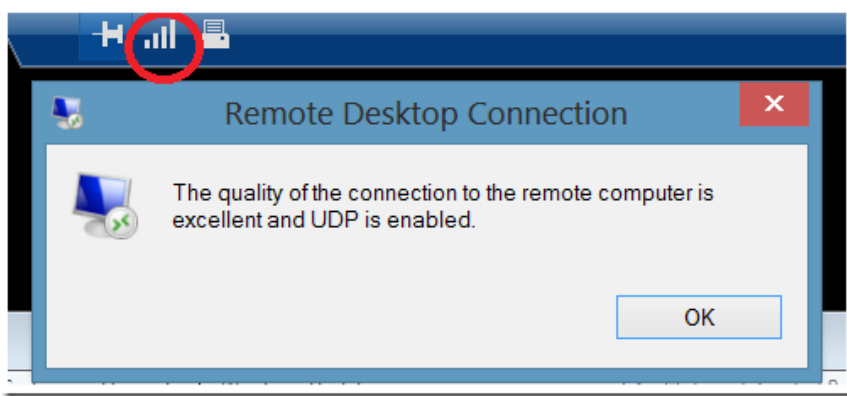 Remote Desktop Connection
The quality of the connection to the remote computer is
excellent and UDP is enabled.
OK